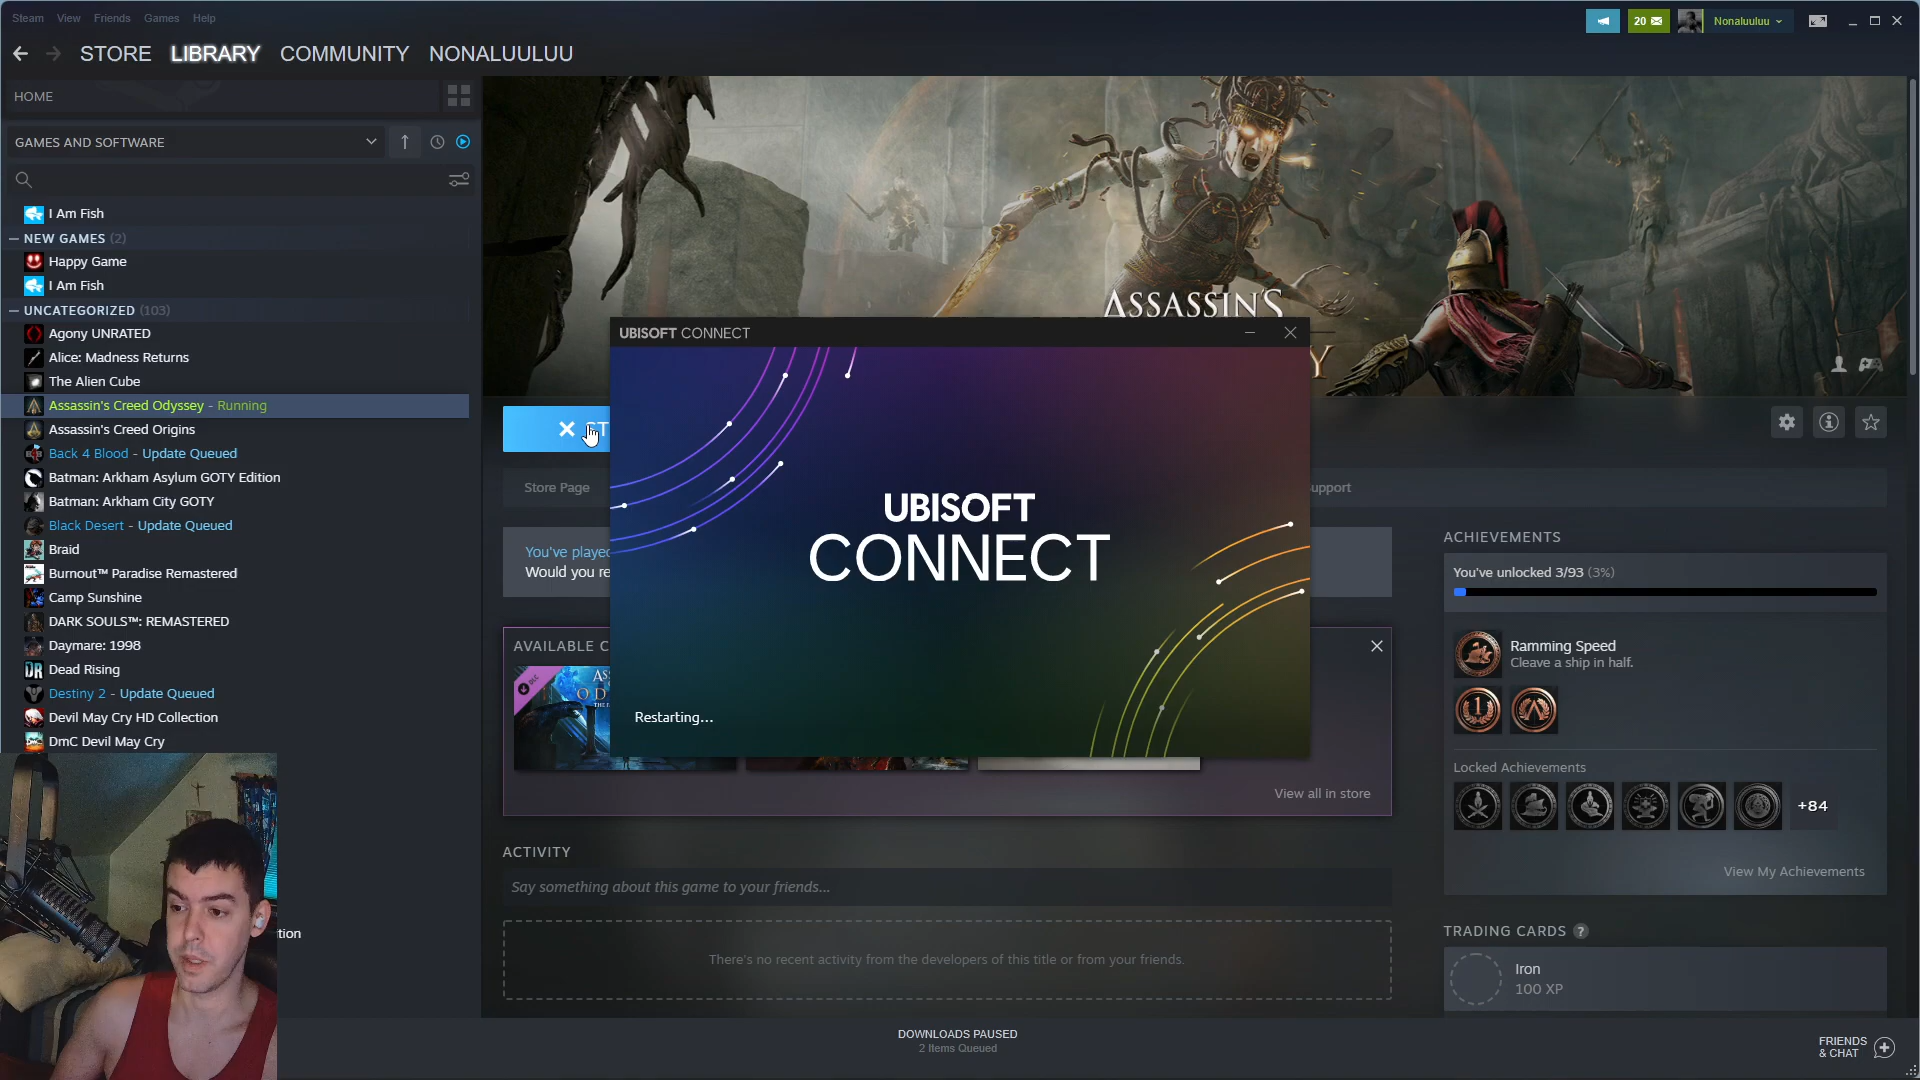 Steam View Friends Games Help
20
Nonaluuluu
STORE LIBRARY COMMUNITY NONALUULUU
HOME
GAMES AND SOFTWARE
I Am Fish
— NEW GAMES (2)
Happy Game
I Am Fish
— UNCATEGORIZED (103)
Agony UNRATED
Alice: Madness Returns
The Alien Cube
Assassin's Creed Odyssey - Running
Assassin's Creed Origins
Back 4 Blood - Update Queued
Batman: Arkham Asylum GOTY Edition
Batman: Arkham City GOTY
Black Desert - Update Queued
Braid
Burnout™ Paradise Remastered
Camp Sunshine
DARK SOULS™: REMASTERED
Daymare: 1998
Dead Rising
Destiny 2 - Update Queued
Devil May Cry HD Collection
DmC Devil May Cry
tion
ASSASSIN'S
Y
UBISOFT CONNECT
UBISOFT
CONNECT
Restarting...
ST
Store Page
upport
You've played
Would you re
AVAILABLE C
DLC
AS
OD
View all in store
ACTIVITY
Say something about this game to your friends...
There's no recent activity from the developers of this title or from your friends.
ACHIEVEMENTS
You've unlocked 3/93 (3%)
Ramming Speed
Cleave a ship in half.
Locked Achievements
+84
View My Achievements
TRADING CARDS ?
Iron
100 XP
DOWNLOADS PAUSED
2 Items Queued
FRIENDS
& CHAT